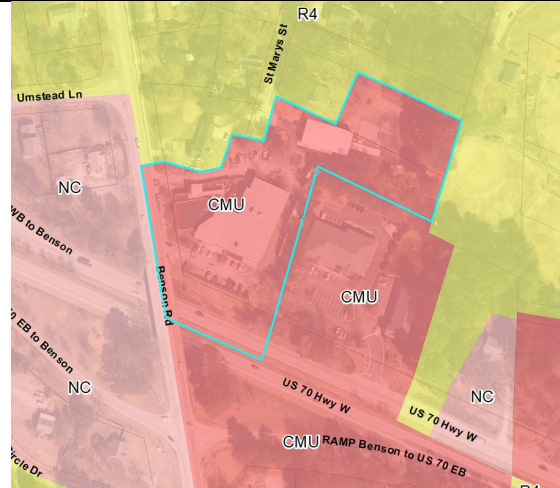 R4
St Marys St
Umstead Ln
NC
CMU
WB to Benson
Benson Rd
CMU
EB to Benson
NC
US 70 Hwy W
NC
US 70 Hwy W
CMU
RAMP Benson to US 70 EB
Circle Dr
R4